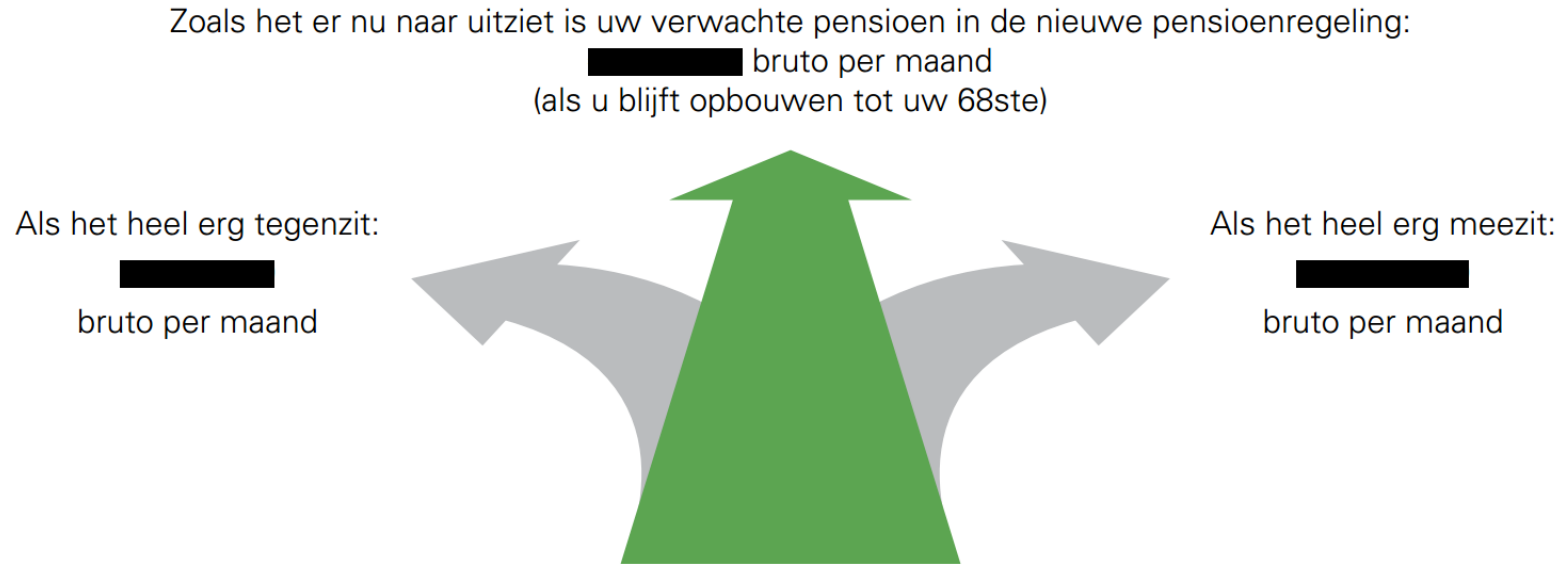 Zoals het er nu naar uitziet is uw verwachte pensioen in de nieuwe pensioenregeling:
bruto per maand
(als u blijft opbouwen tot uw 68ste)
Als het heel erg tegenzit:
bruto per maand
Als het heel erg meezit:
bruto per maand